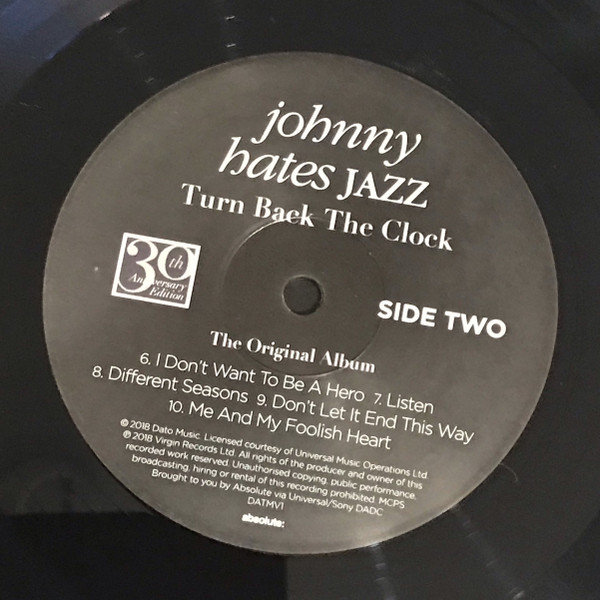 johnny
hates JAZZ
Turn Back The Clock
30th
Anniversary
Edition
SIDE TWO
The Original Album
6. I Don't Want To Be A Hero 7. Listen
8. Different Seasons 9. Don't Let It End This Way
10. Me And My Foolish Heart
© 2018 Dato Music. Licensed courtesy of Universal Music Operations Ltd.
℗ 2018 Virgin Records Ltd. All rights of the producer and owner of this
recorded work reserved. Unauthorised copying, public performance,
broadcasting, hiring or rental of this recording prohibited. MCPS
Brought to you by Absolute via Universal/Sony DADC
DATMV1
absolute: